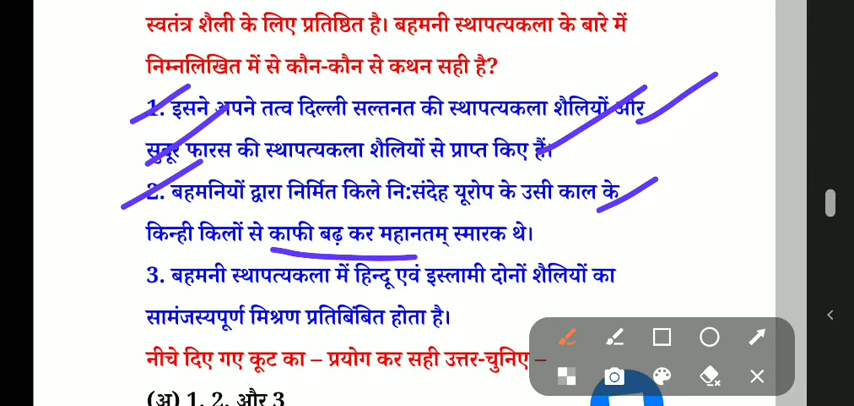 स्वतंत्र शैली के लिए प्रतिष्ठित है। बहमनी स्थापत्यकला के बारे में
निम्नलिखित में से कौन-कौन से कथन सही है?
1. इसने अपने तत्व दिल्ली सल्तनत की स्थापत्यकला शैलियों और
सुदूर फारस की स्थापत्यकला शैलियों से प्राप्त किए हैं।
2. बहमनियों द्वारा निर्मित किले नि:संदेह यूरोप के उसी काल के
किन्ही किलों से काफी बढ़ कर महानतम् स्मारक थे।
3. बहमनी स्थापत्यकला में हिन्दू एवं इस्लामी दोनों शैलियों का
सामंजस्यपूर्ण मिश्रण प्रतिबिंबित होता है।
नीचे दिए गए कूट का – प्रयोग कर सही उत्तर-चुनिए –
(अ) 1, 2, और 3